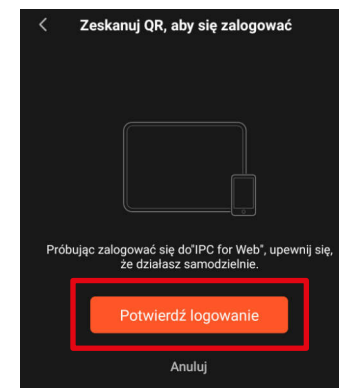 Zeskanuj QR, aby się zalogować
Próbując zalogować się do"IPC for Web", upewnij się,
że działasz samodzielnie.
Potwierdź logowanie
Anuluj